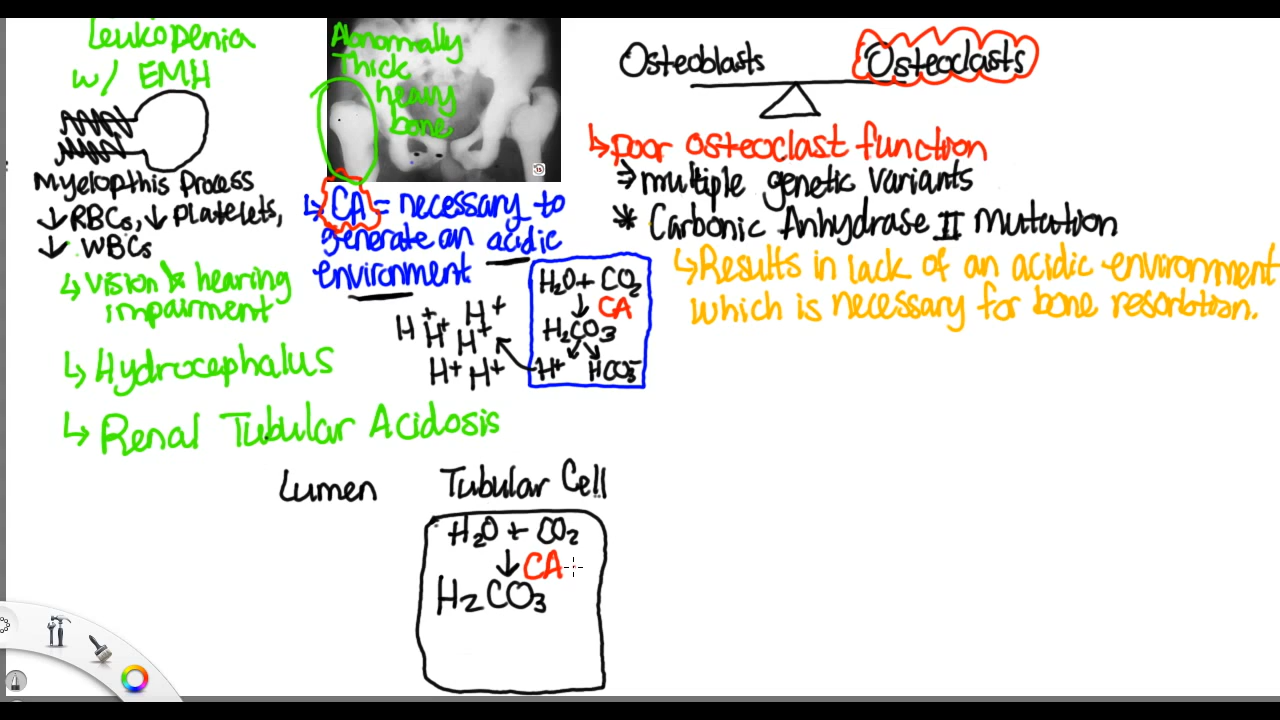 Leukopenia
w/ EMH
Myelopthis Process
↓ RBCs, ↓ Platelets,
↓ WBCs
↳ Vision & hearing
impairment
↳ Hydrocephalus
↳ Renal Tubular Acidosis
Abnormally
Thick
heavy
bone
↳ CA = necessary to
generate an acidic
environment
H+ H+
H+ H+
H+ H+
H2O + CO2
↓ CA
H2CO3
H+ HCO3-
Osteoblasts Osteoclasts
↳ poor osteoclast function
⇒ multiple genetic variants
* Carbonic Anhydrase II Mutation
↳ Results in lack of an acidic environment
which is necessary for bone resorbtion.
Lumen Tubular Cell
H2O + CO2
↓ CA
H2CO3